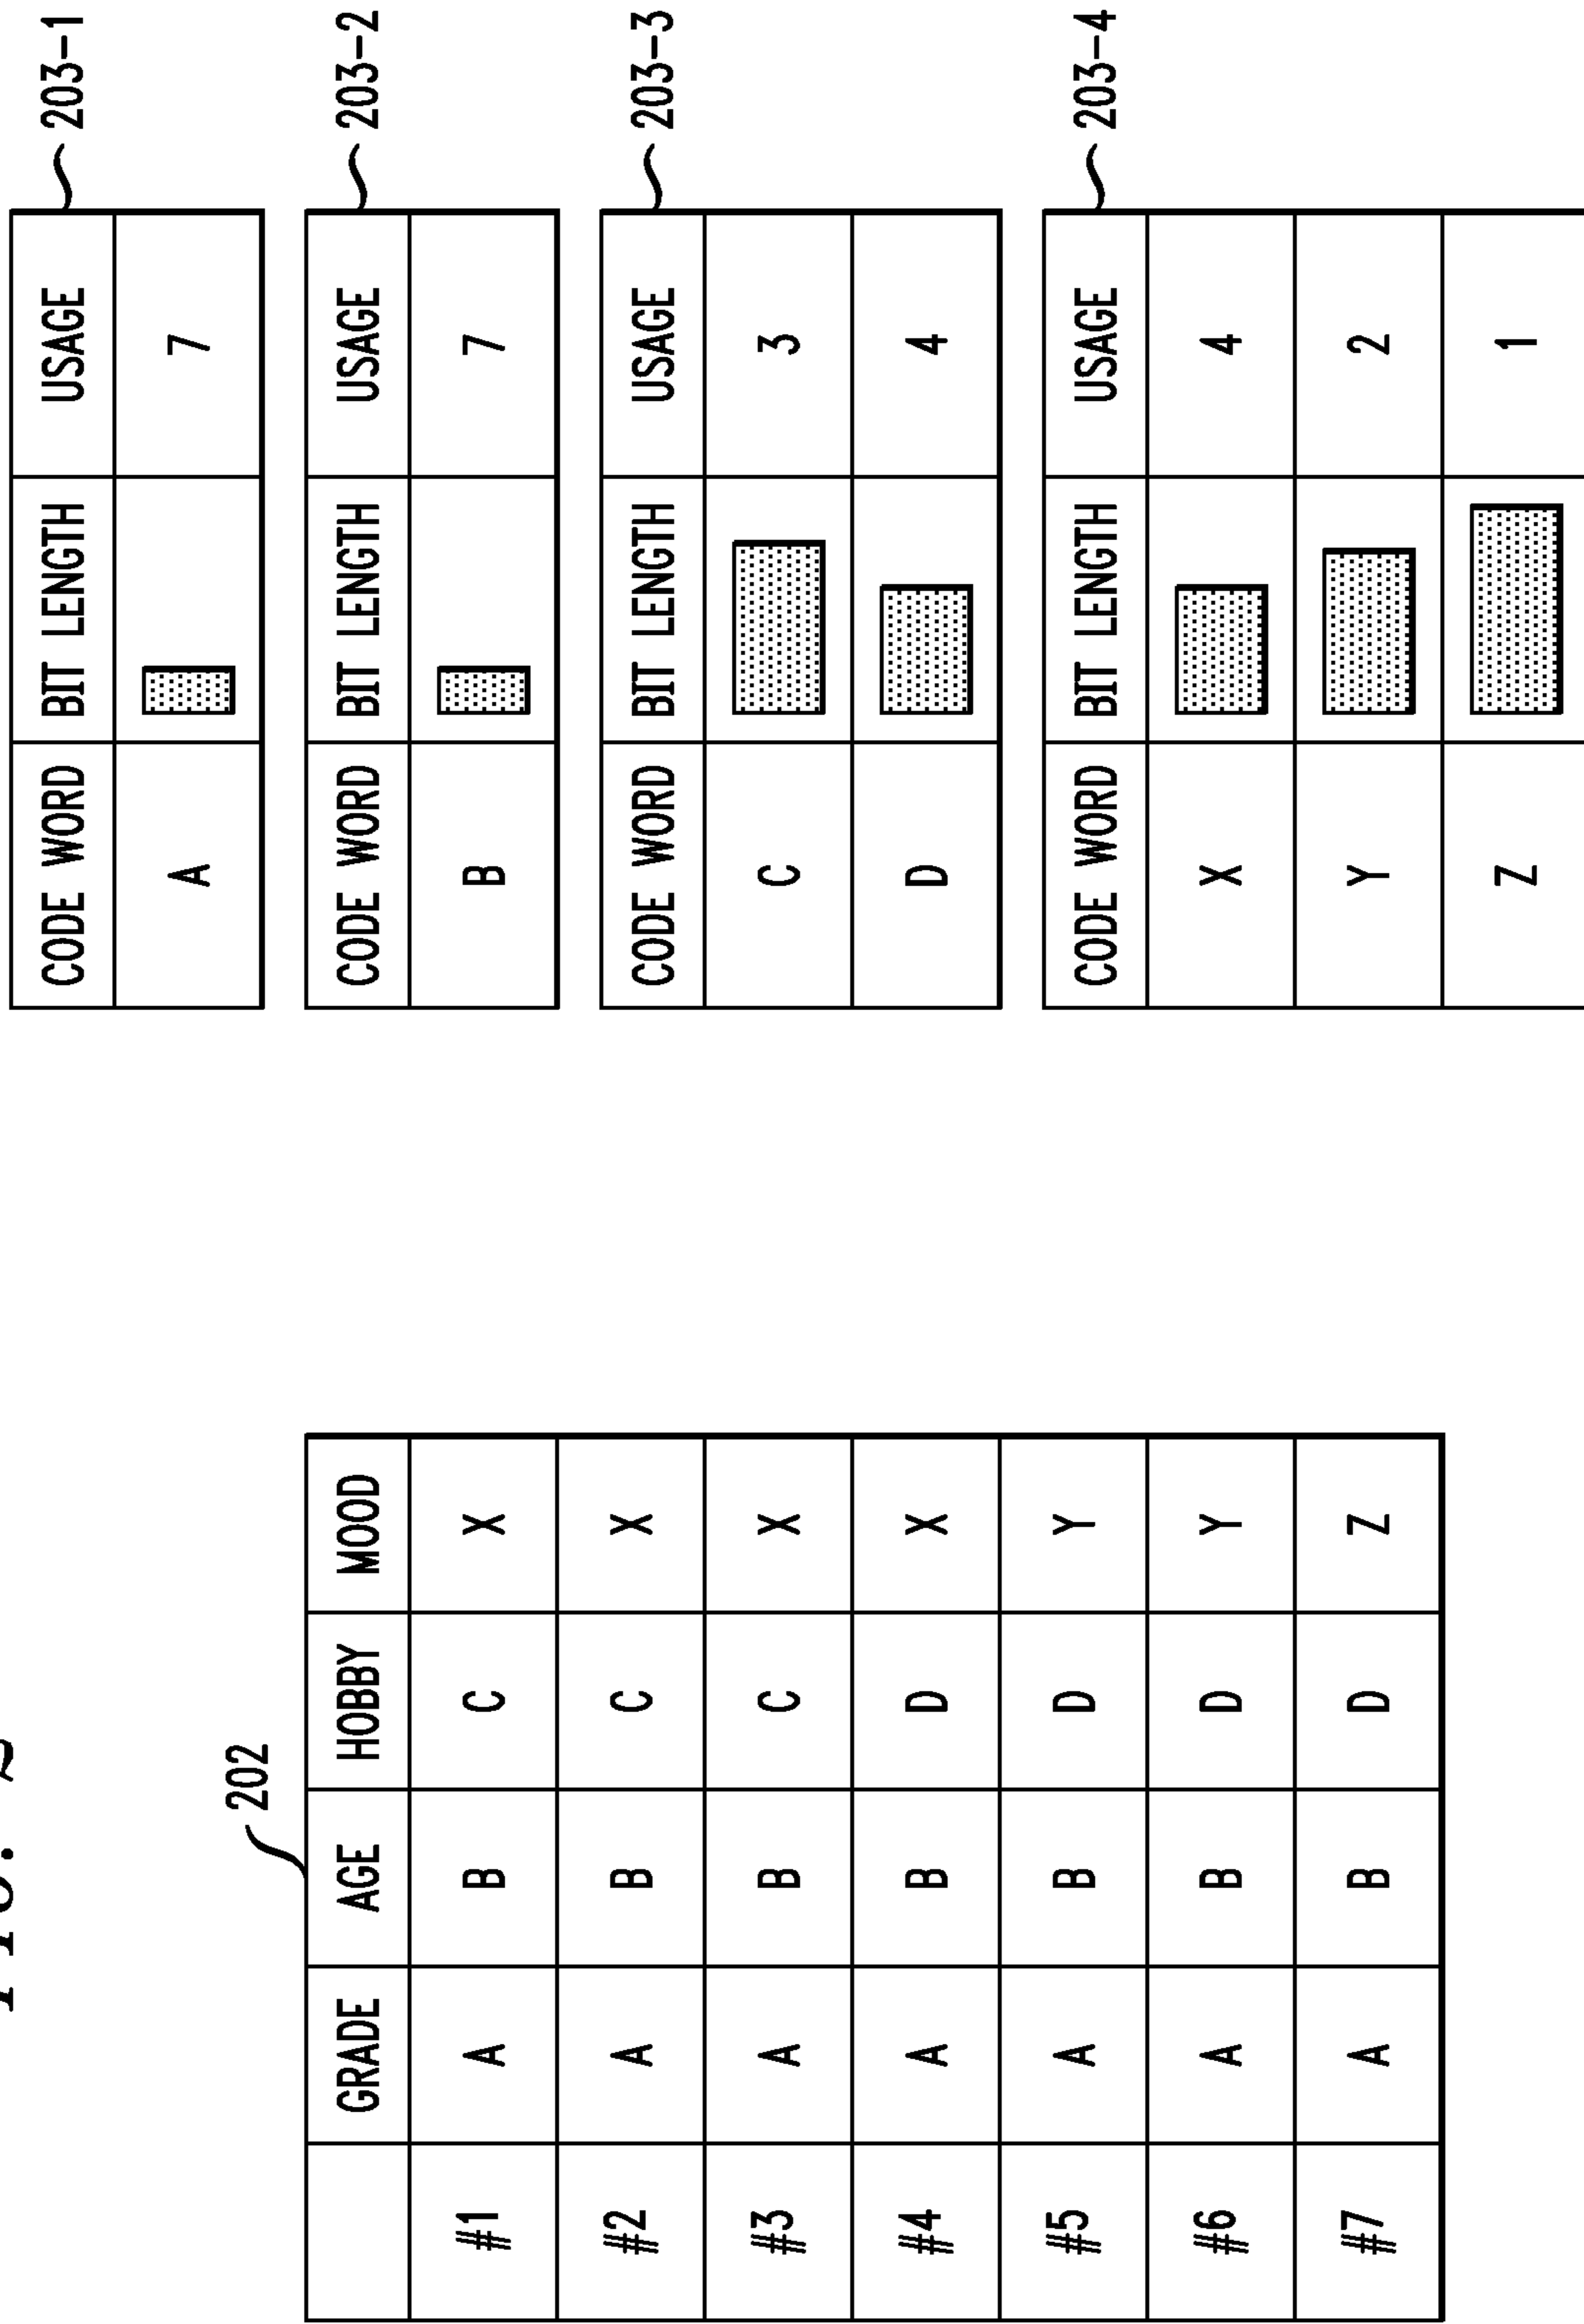 202
GRADE AGE HOBBY MOOD
#1 A B C X
#2 A B C X
#3 A B C X
#4 A B D X
#5 A B D Y
#6 A B D Y
#7 A B D Z
CODE WORD BIT LENGTH USAGE
203-1
A 7
CODE WORD BIT LENGTH USAGE
203-2
B 7
CODE WORD BIT LENGTH USAGE
203-3
C 3
D 4
CODE WORD BIT LENGTH USAGE
203-4
X 4
Y 2
Z 1